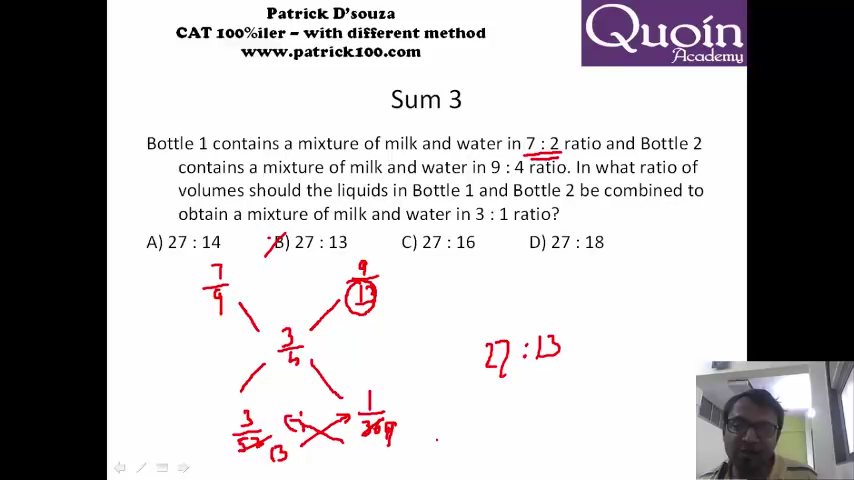 Patrick D'souza
CAT 100%iler – with different method
www.patrick100.com
Quoin
Academy
Sum 3
Bottle 1 contains a mixture of milk and water in 7 : 2 ratio and Bottle 2
contains a mixture of milk and water in 9 : 4 ratio. In what ratio of
volumes should the liquids in Bottle 1 and Bottle 2 be combined to
obtain a mixture of milk and water in 3 : 1 ratio?
A) 27 : 14 B) 27 : 13 C) 27 : 16 D) 27 : 18
7 9
9 13
3
4
27 : 13
3 1
52 36 9
13